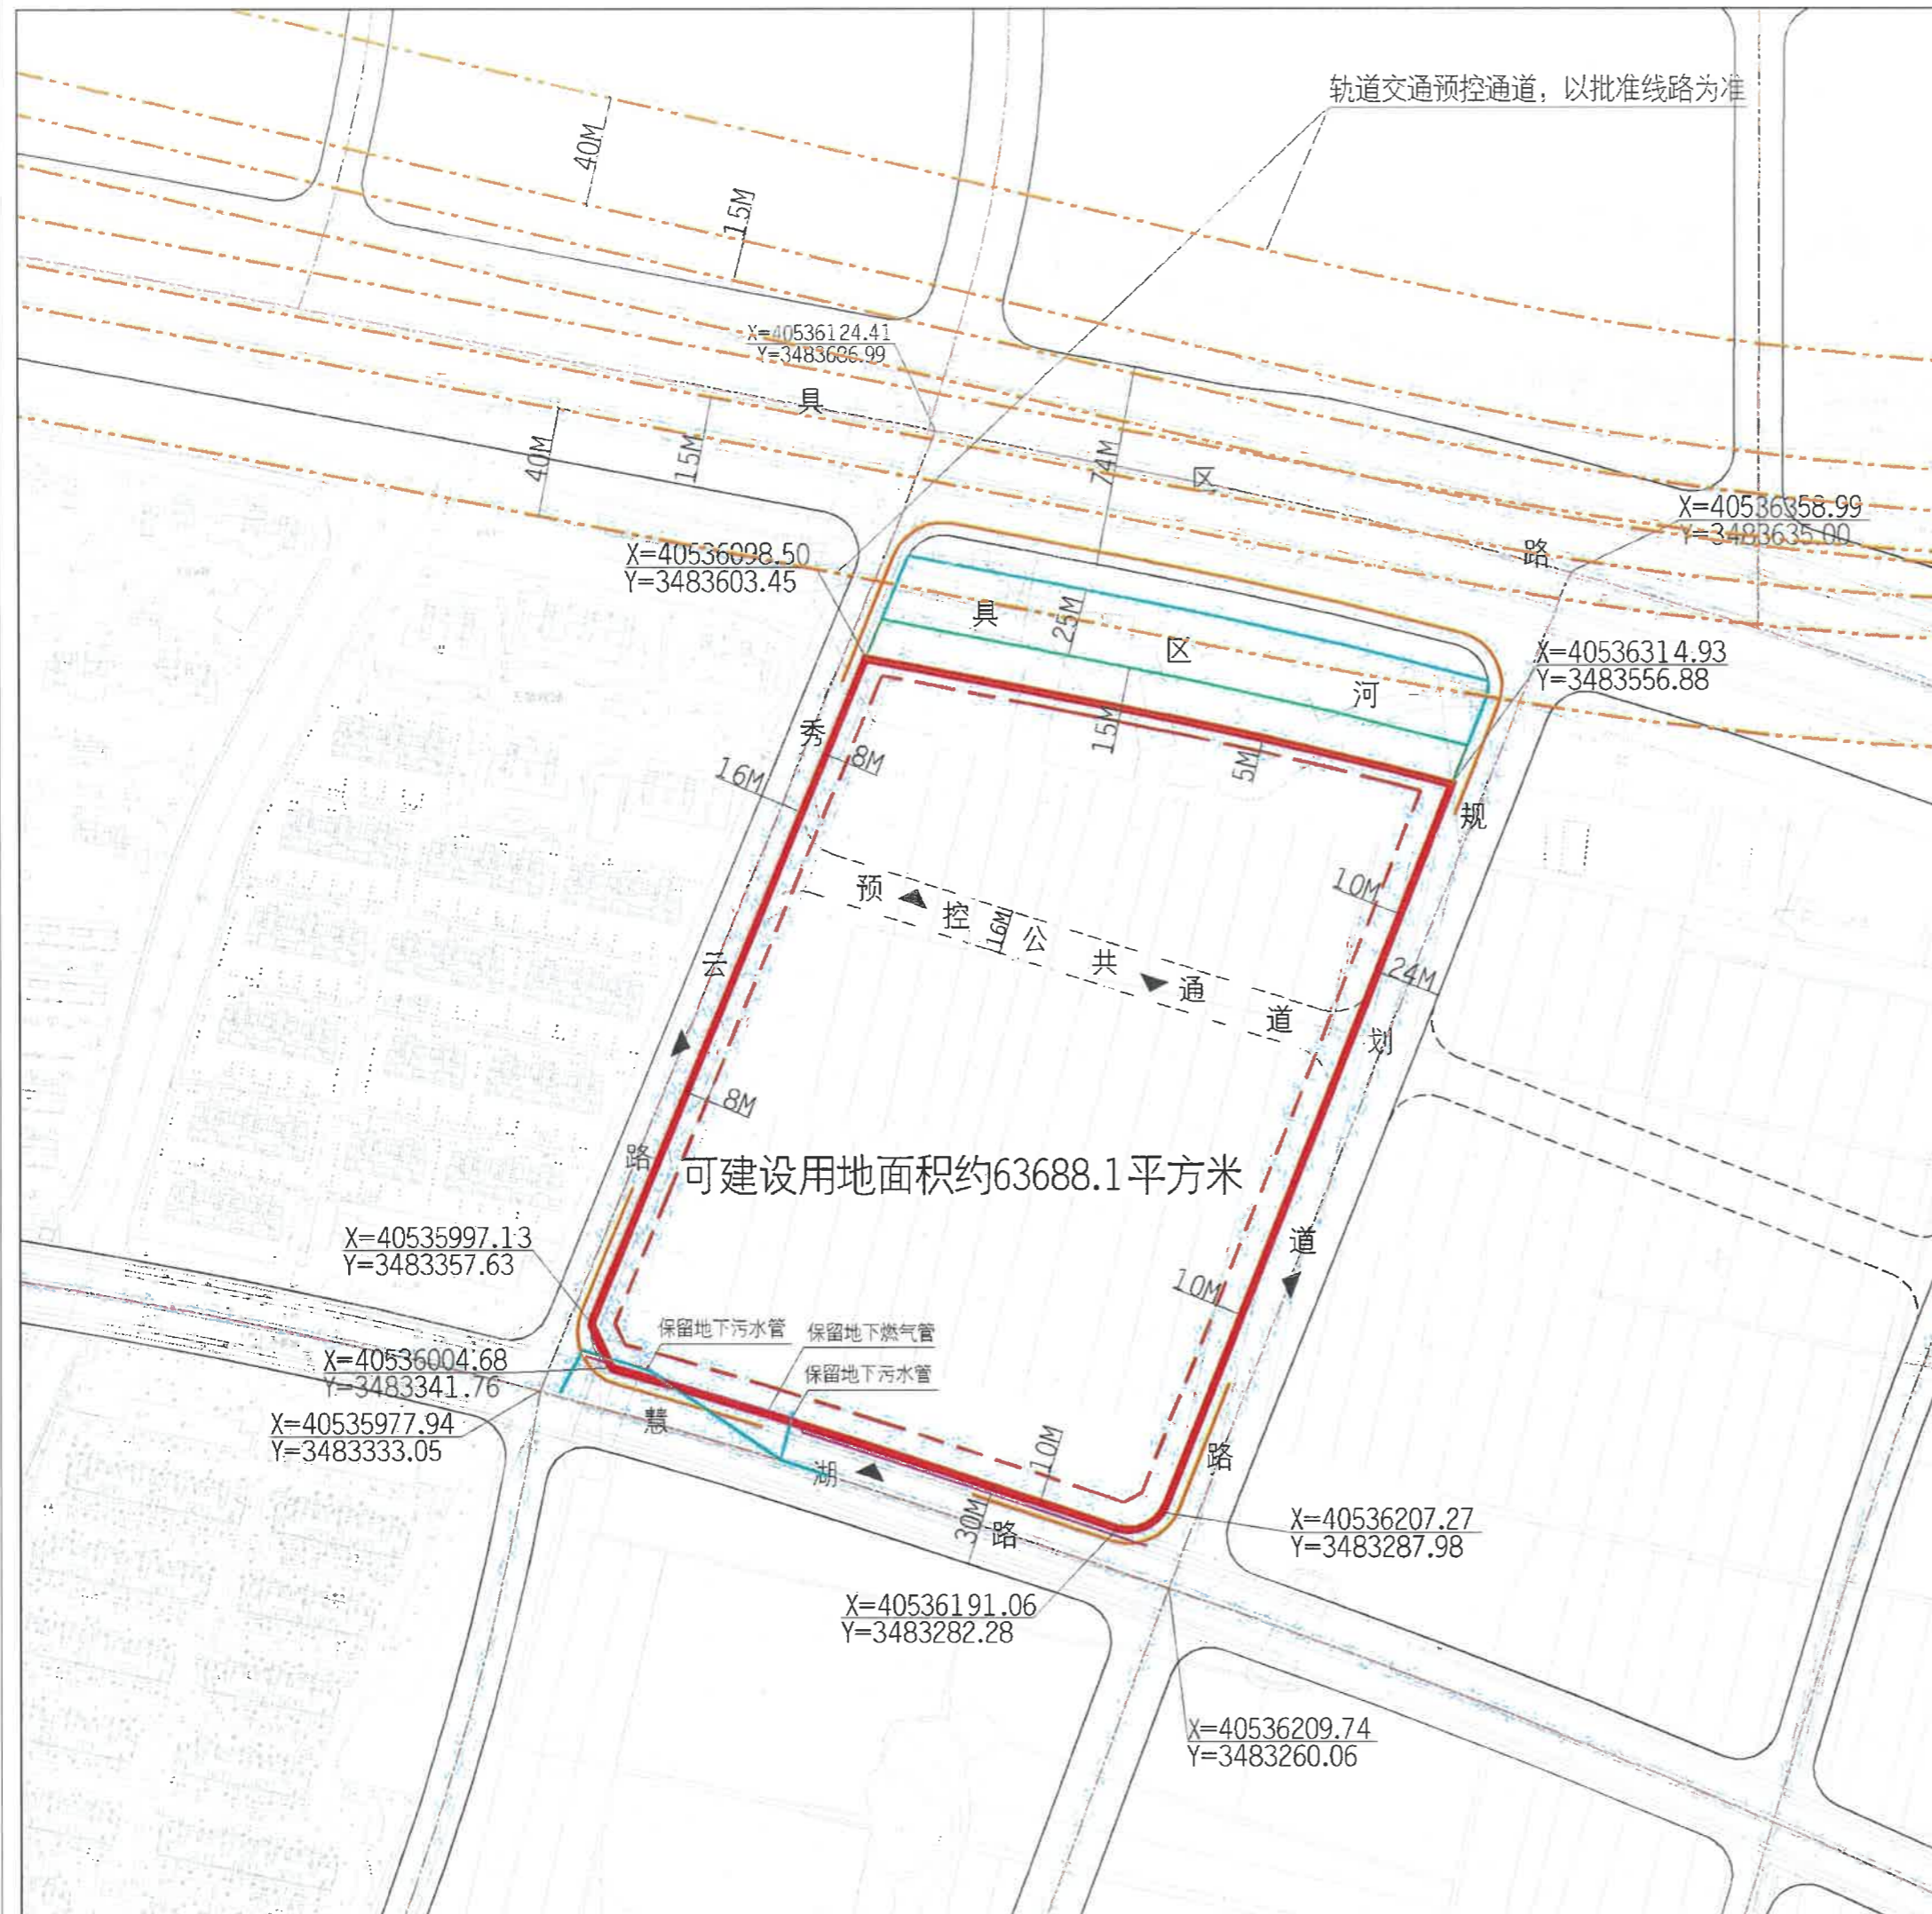 轨道交通预控通道，以批准线路为准
40M
15M
X=40536124.41
Y=3483686.99
具
区
路
40M
15M
74M
X=40536358.99
Y=3483635.00
X=40536098.50
Y=3483603.45
具
区
河
25M
X=40536314.93
Y=3483556.88
15M
5M
秀
云
路
16M
8M
8M
规
划
道
路
10M
24M
10M
预
控
16M
公
共
通
道
可建设用地面积约63688.1平方米
X=40535997.13
Y=3483357.63
保留地下污水管
保留地下燃气管
保留地下污水管
X=40536004.68
Y=3483341.76
X=40535977.94
Y=3483333.05
慧
湖
路
10M
30M
X=40536207.27
Y=3483287.98
X=40536191.06
Y=3483282.28
X=40536209.74
Y=3483260.06